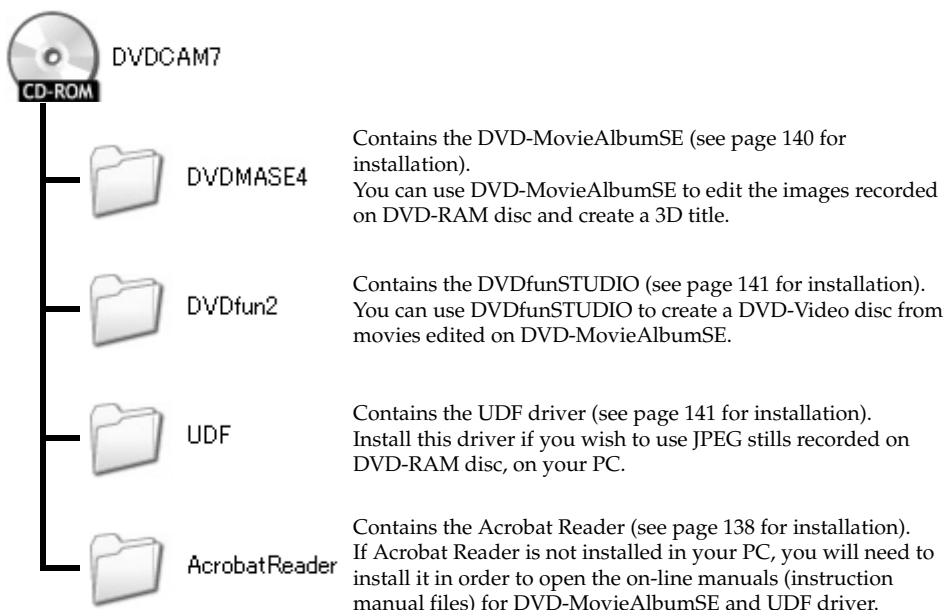 DVDCAM7
CD-ROM
DVDMASE4
Contains the DVD-MovieAlbumSE (see page 140 for
installation).
You can use DVD-MovieAlbumSE to edit the images recorded
on DVD-RAM disc and create a 3D title.
DVDfun2
Contains the DVDfunSTUDIO (see page 141 for installation).
You can use DVDfunSTUDIO to create a DVD-Video disc from
movies edited on DVD-MovieAlbumSE.
UDF
Contains the UDF driver (see page 141 for installation).
Install this driver if you wish to use JPEG stills recorded on
DVD-RAM disc, on your PC.
AcrobatReader
Contains the Acrobat Reader (see page 138 for installation).
If Acrobat Reader is not installed in your PC, you will need to
install it in order to open the on-line manuals (instruction
manual files) for DVD-MovieAlbumSE and UDF driver.